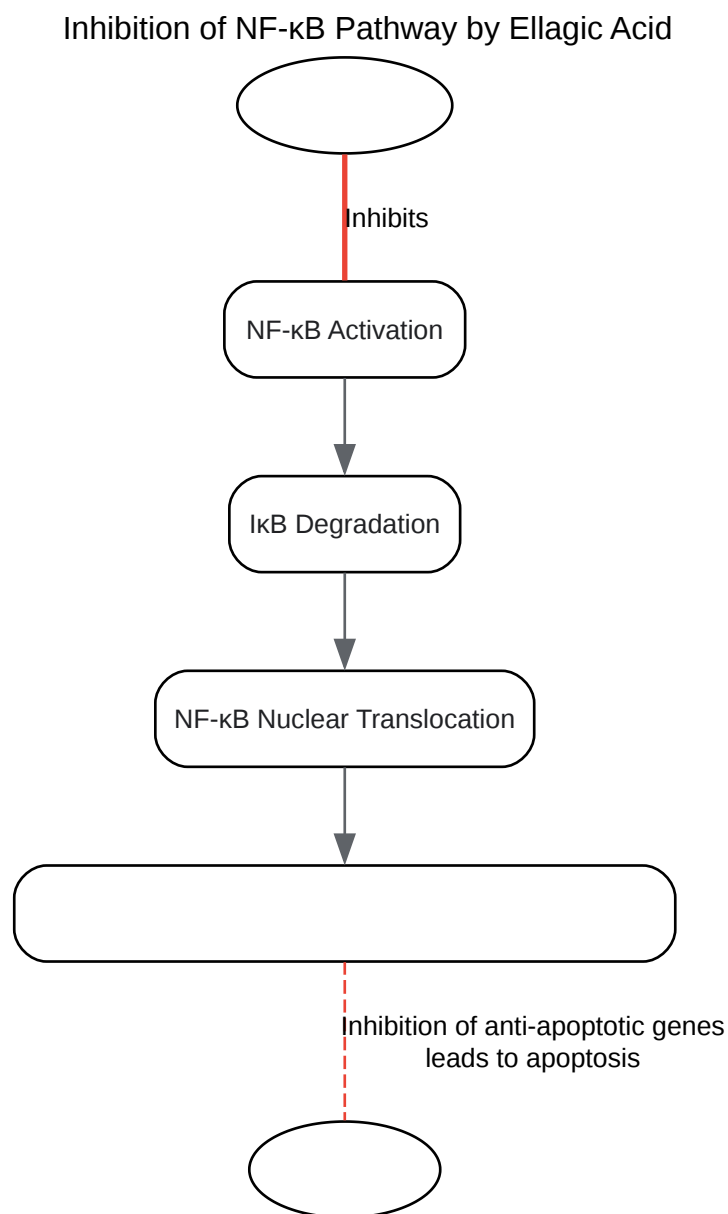 Inhibition of NF-κB Pathway by Ellagic Acid
Inhibits
NF-κB Activation
IκB Degradation
NF-κB Nuclear Translocation
Inhibition of anti-apoptotic genes
leads to apoptosis